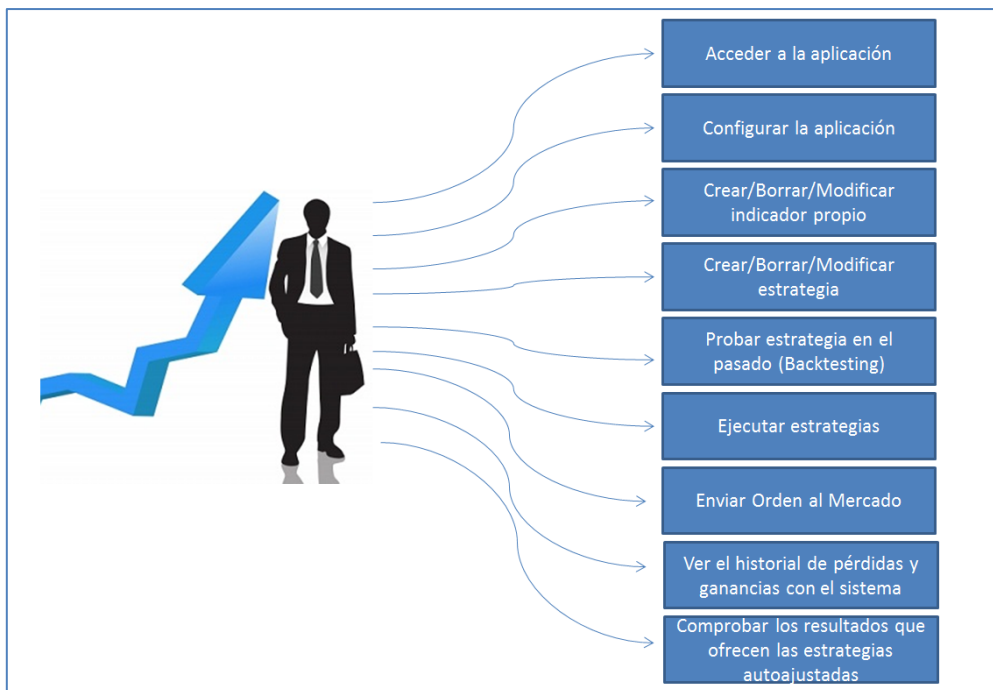 Acceder a la aplicación
Configurar la aplicación
Crear/Borrar/Modificar
indicador propio
Crear/Borrar/Modificar
estrategia
Probar estrategia en el
pasado (Backtesting)
Ejecutar estrategias
Enviar Orden al Mercado
Ver el historial de pérdidas y
ganancias con el sistema
Comprobar los resultados que
ofrecen las estrategias
autoajustadas